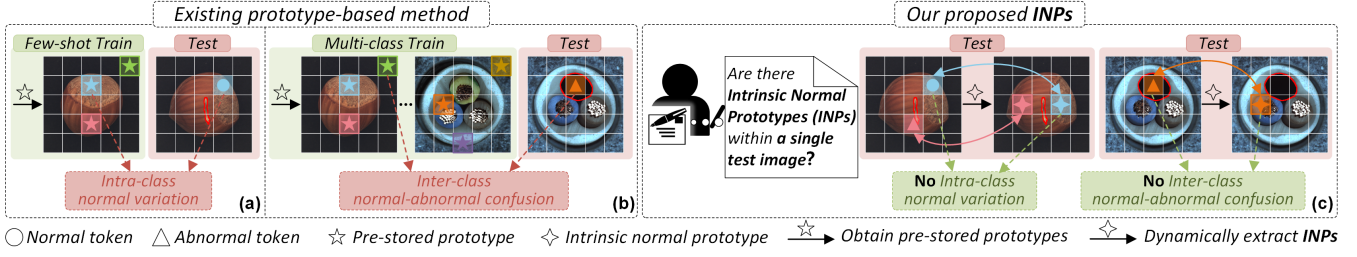 Existing prototype-based method
Few-shot Train
Test
Intra-class
normal variation
(a)
Multi-class Train
...
Test
Inter-class
normal-abnormal confusion
(b)
Our proposed INPs
Are there
Intrinsic Normal
Prototypes (INPs)
within a single
test image?
Test
No Intra-class
normal variation
Test
No Inter-class
normal-abnormal confusion
(c)
Normal token
Abnormal token
Pre-stored prototype
Intrinsic normal prototype
Obtain pre-stored prototypes
Dynamically extract INPs